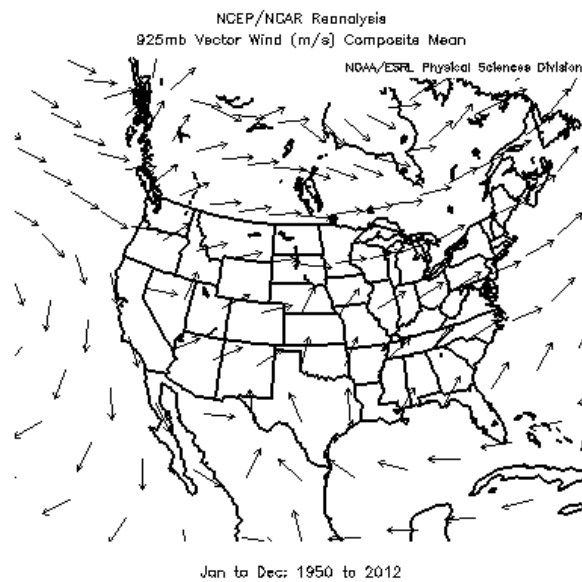 NCEP/NCAR Reanalysis
925mb Vector Wind (m/s) Composite Mean
NOAA/ESRL Physical Sciences Division
Jan to Dec: 1950 to 2012